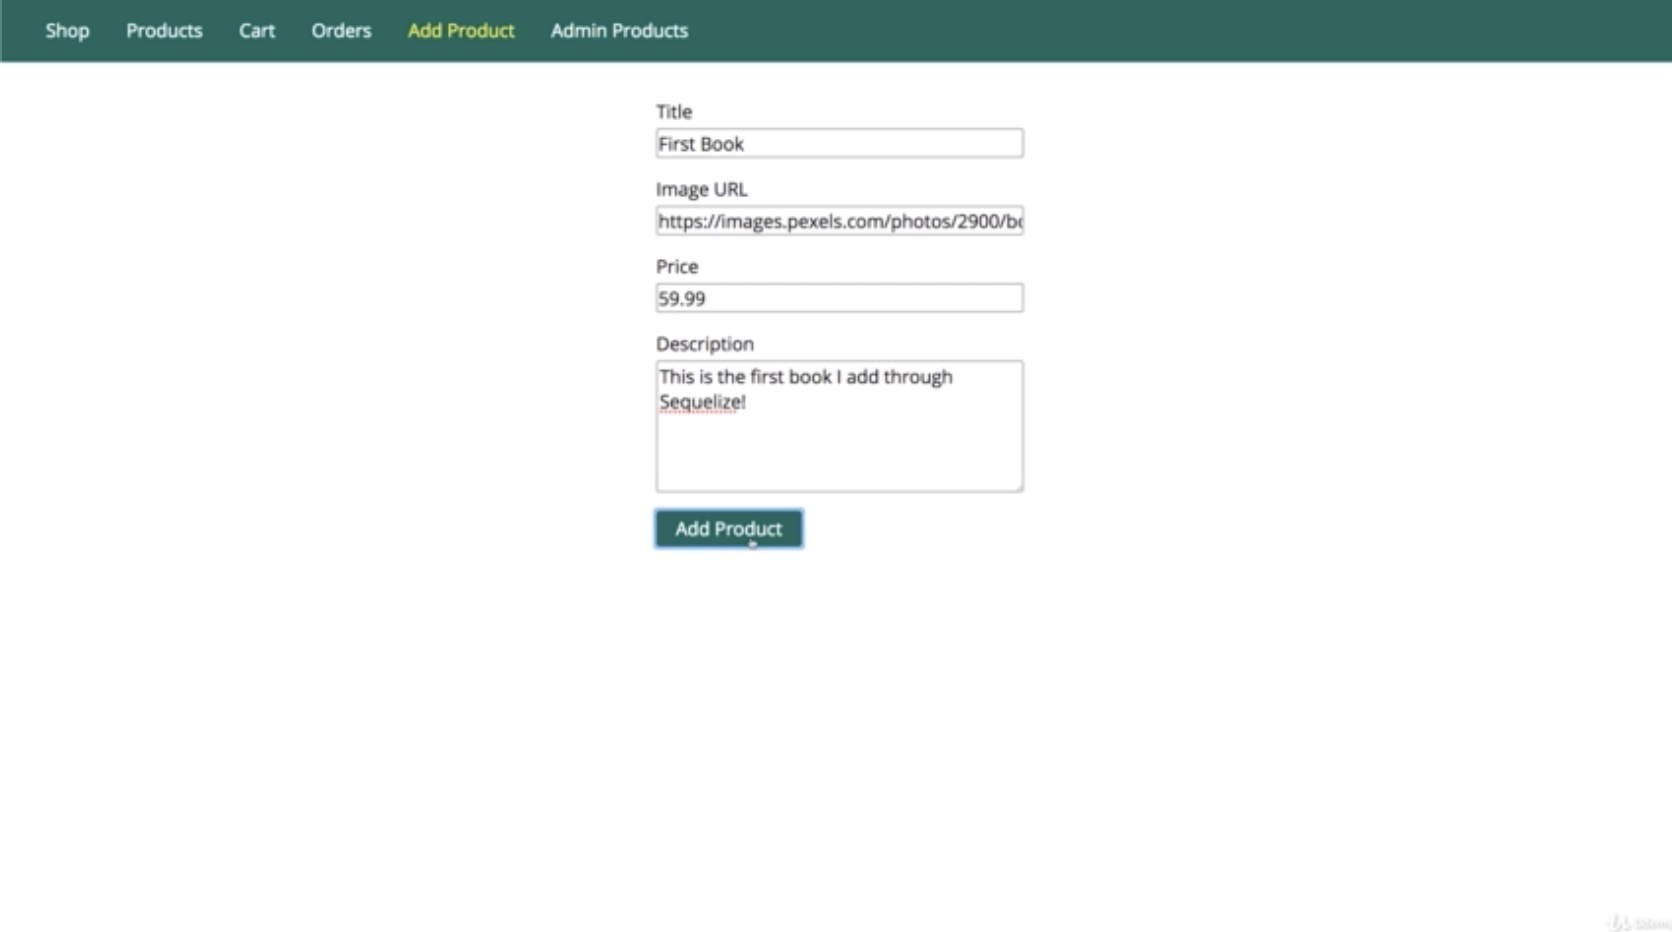 Shop Products Cart Orders Add Product Admin Products
Title
First Book
Image URL
https://images.pexels.com/photos/2900/bo
Price
59.99
Description
This is the first book I add through
Sequelize!
Add Product